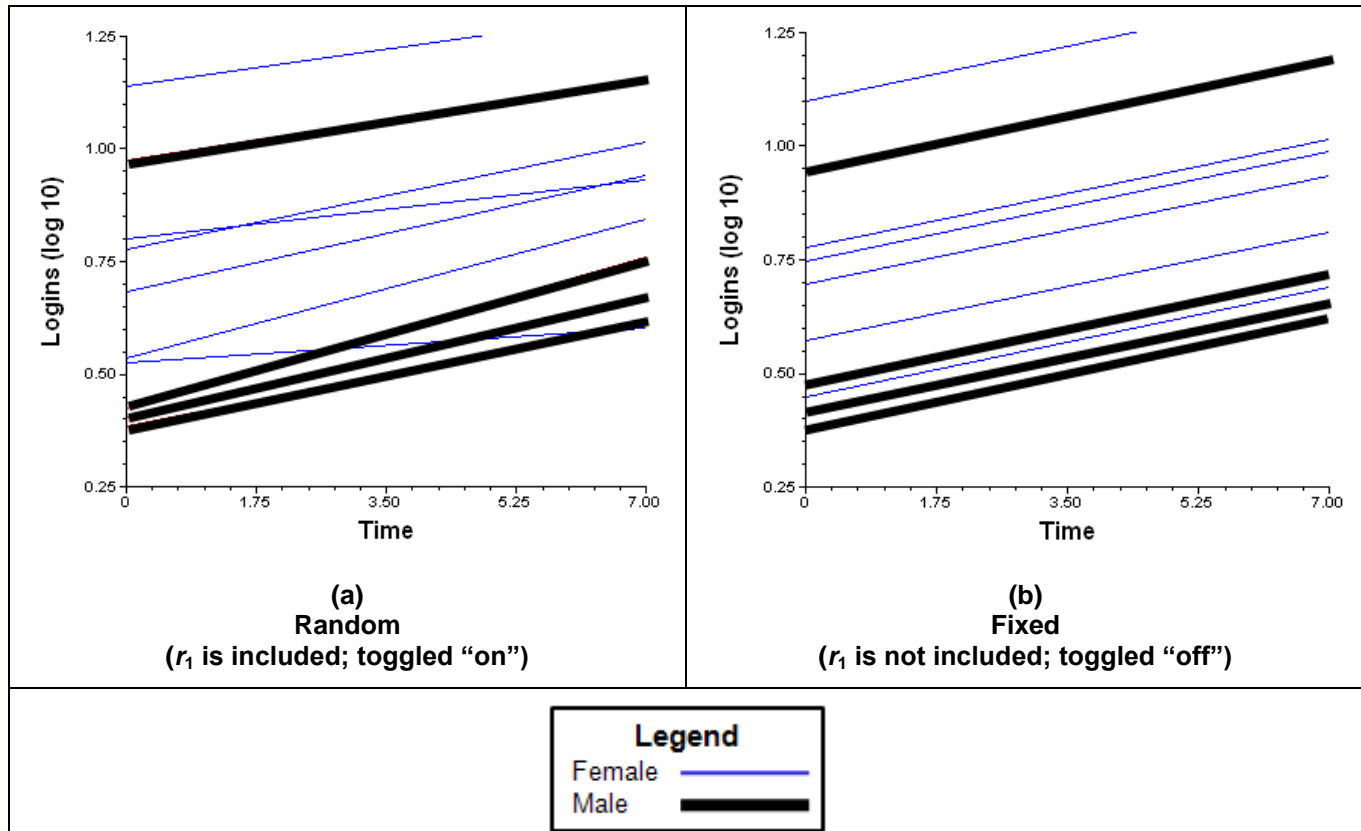 1.25
1.00
0.75
0.50
0.25
Logins (log 10)
0 1.75 3.50 5.25 7.00
Time
(a)
Random
(r1 is included; toggled “on”)
1.25
1.00
0.75
0.50
0.25
Logins (log 10)
0 1.75 3.50 5.25 7.00
Time
(b)
Fixed
(r1 is not included; toggled “off”)
Legend
Female
Male